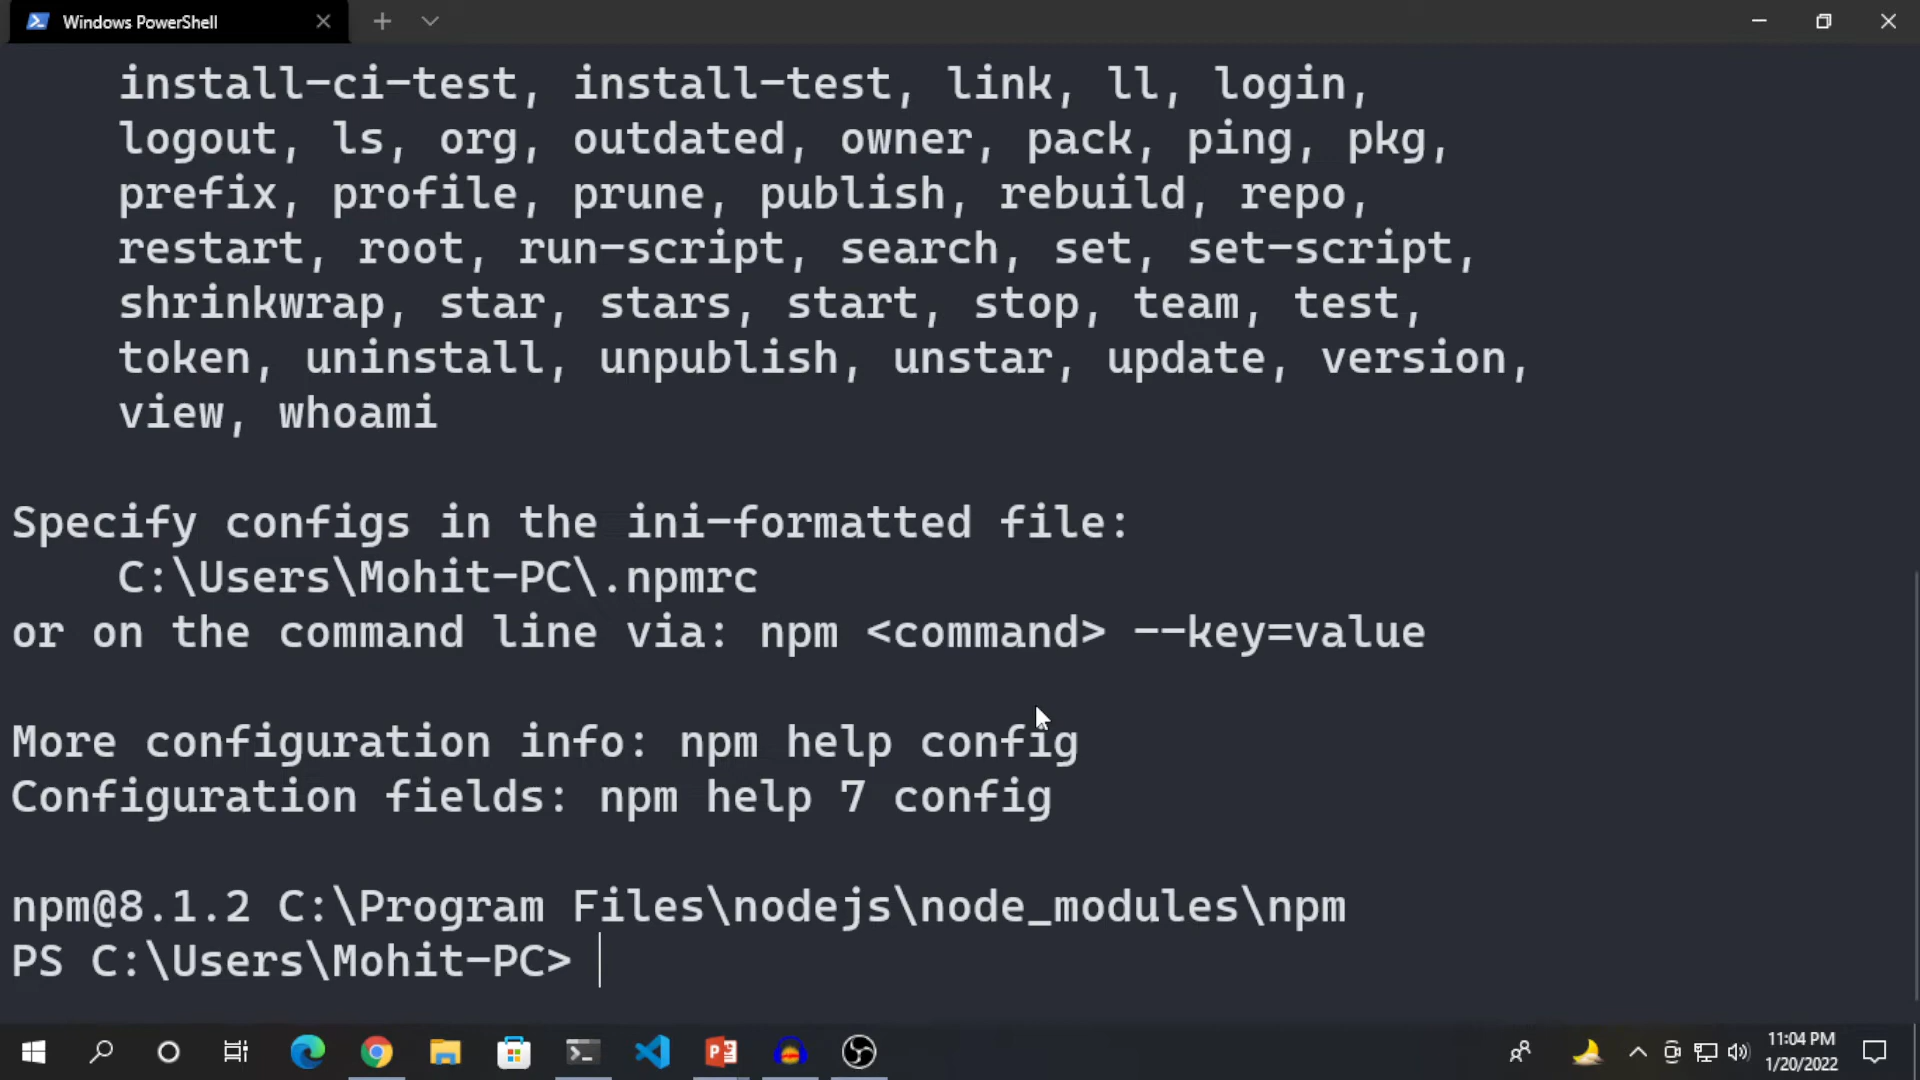 Windows PowerShell
install-ci-test, install-test, link, ll, login,
logout, ls, org, outdated, owner, pack, ping, pkg,
prefix, profile, prune, publish, rebuild, repo,
restart, root, run-script, search, set, set-script,
shrinkwrap, star, stars, start, stop, team, test,
token, uninstall, unpublish, unstar, update, version,
view, whoami
Specify configs in the ini-formatted file:
C:\Users\Mohit-PC\.npmrc
or on the command line via: npm <command> --key=value
More configuration info: npm help config
Configuration fields: npm help 7 config
npm@8.1.2 C:\Program Files\nodejs\node_modules\npm
PS C:\Users\Mohit-PC>
11:04 PM
1/20/2022